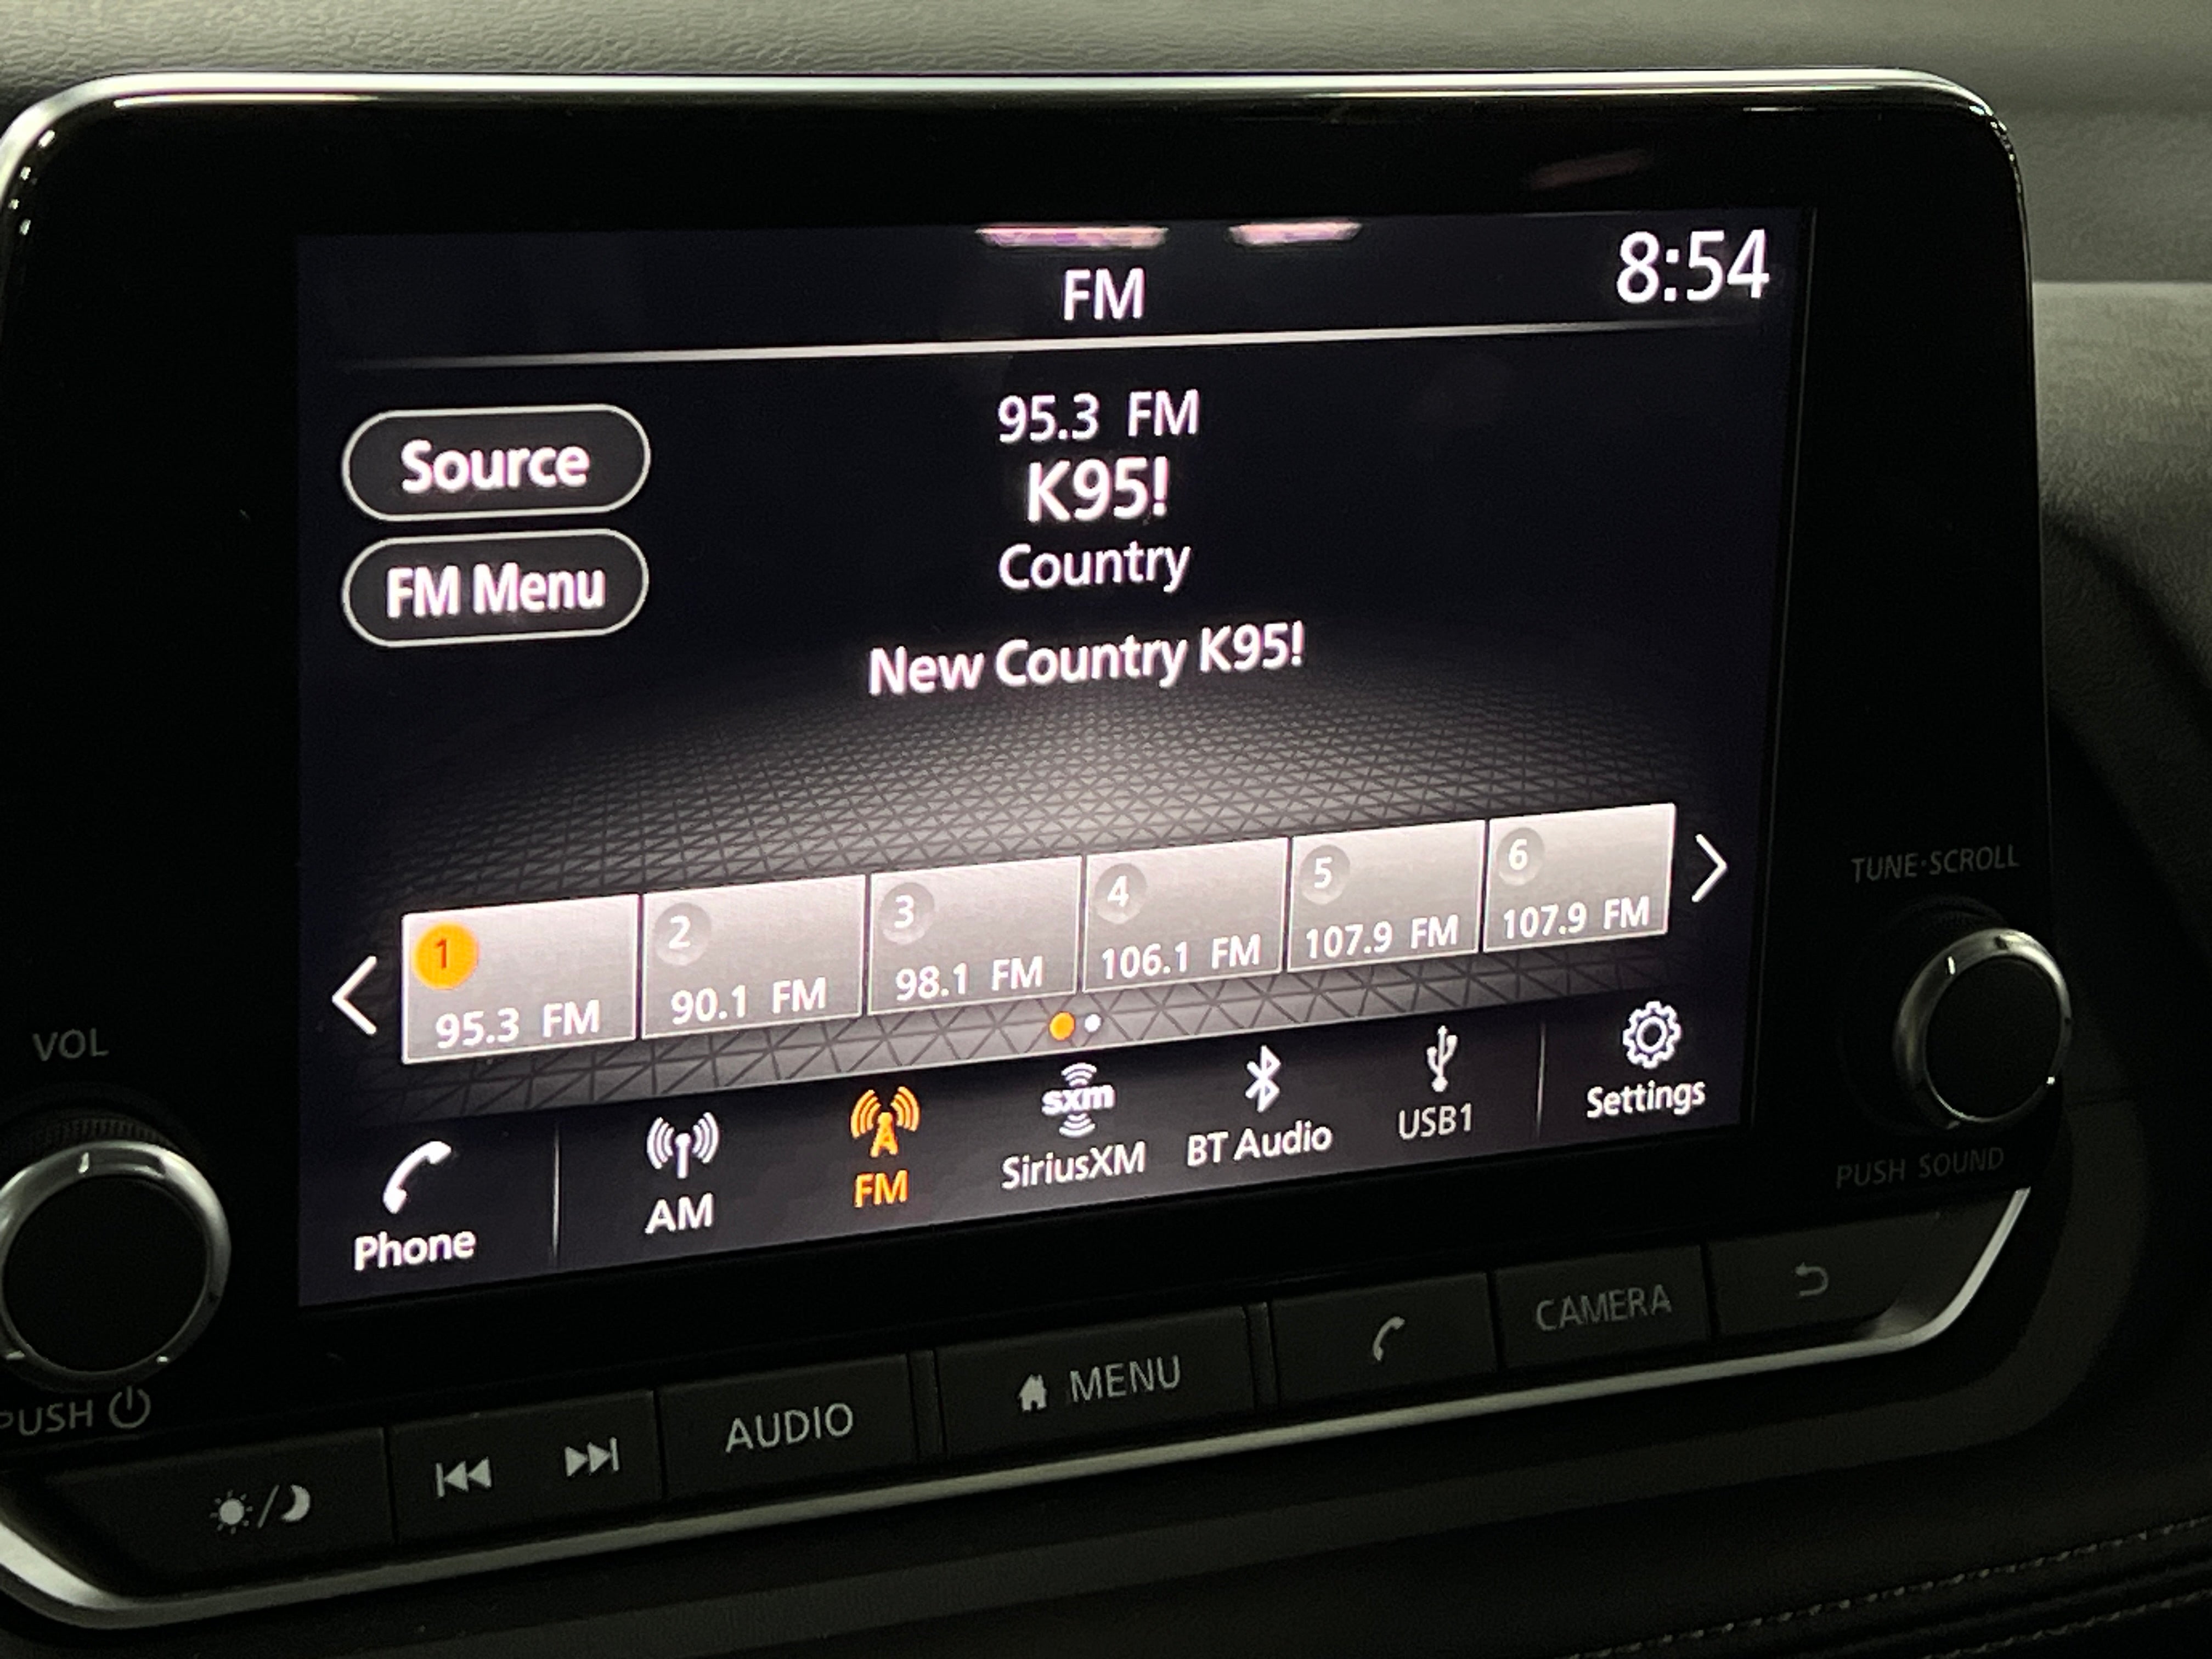 FM
8:54
Source
FM Menu
95.3 FM
K95!
Country
New Country K95!
1
95.3 FM
2
90.1 FM
3
98.1 FM
4
106.1 FM
5
107.9 FM
6
107.9 FM
Phone
AM
FM
sxm
SiriusXM
BT Audio
USB1
Settings
VOL
PUSH
TUNE·SCROLL
PUSH SOUND
AUDIO
MENU
CAMERA